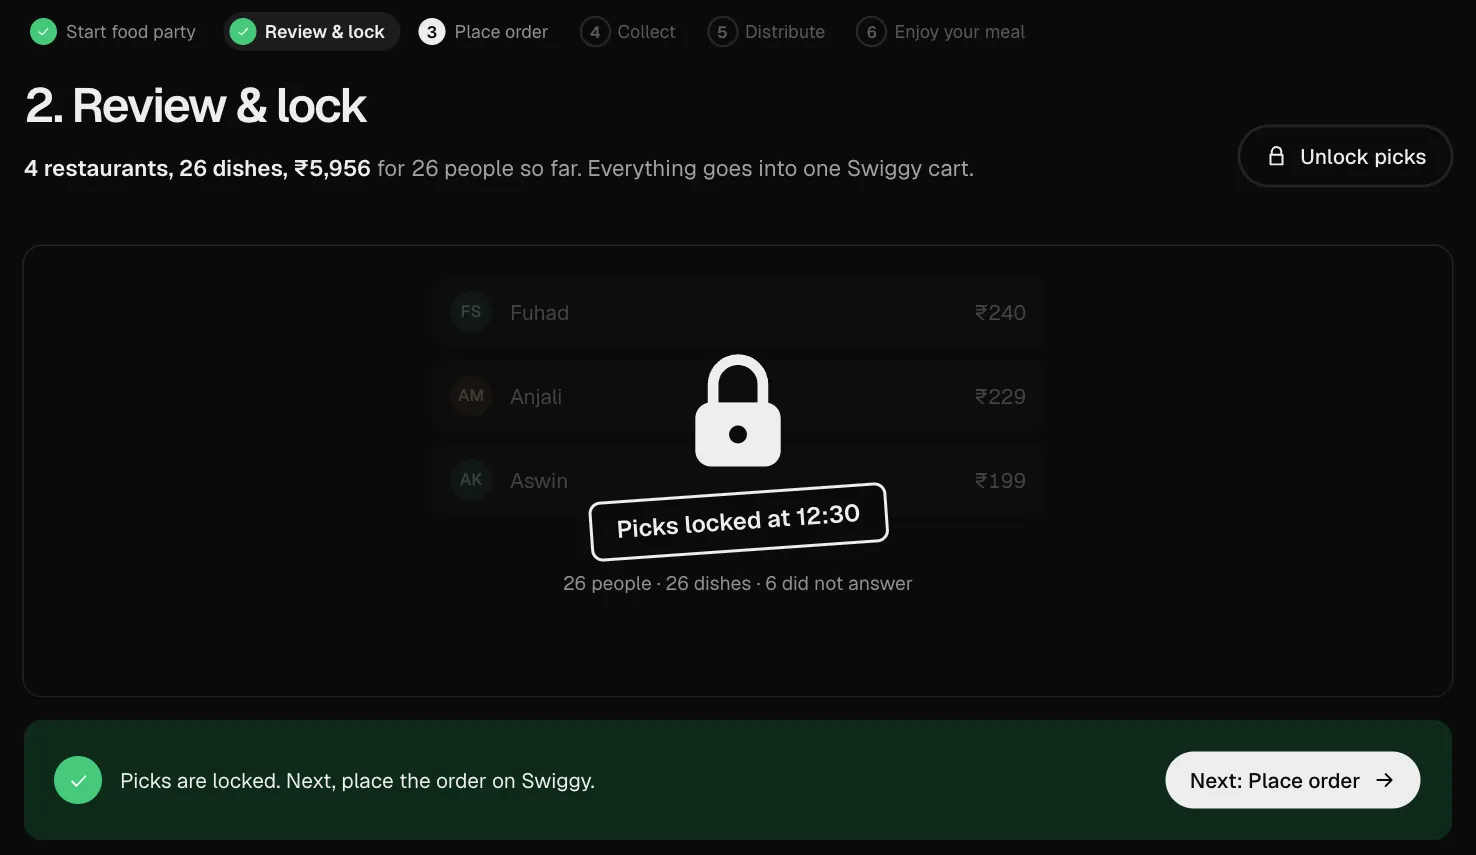 Start food party
Review & lock
3 Place order
4 Collect
5 Distribute
6 Enjoy your meal
2. Review & lock
4 restaurants, 26 dishes, ₹5,956 for 26 people so far. Everything goes into one Swiggy cart.
Unlock picks
FS Fuhad ₹240
AM Anjali ₹229
AK Aswin ₹199
Picks locked at 12:30
26 people · 26 dishes · 6 did not answer
Picks are locked. Next, place the order on Swiggy.
Next: Place order →